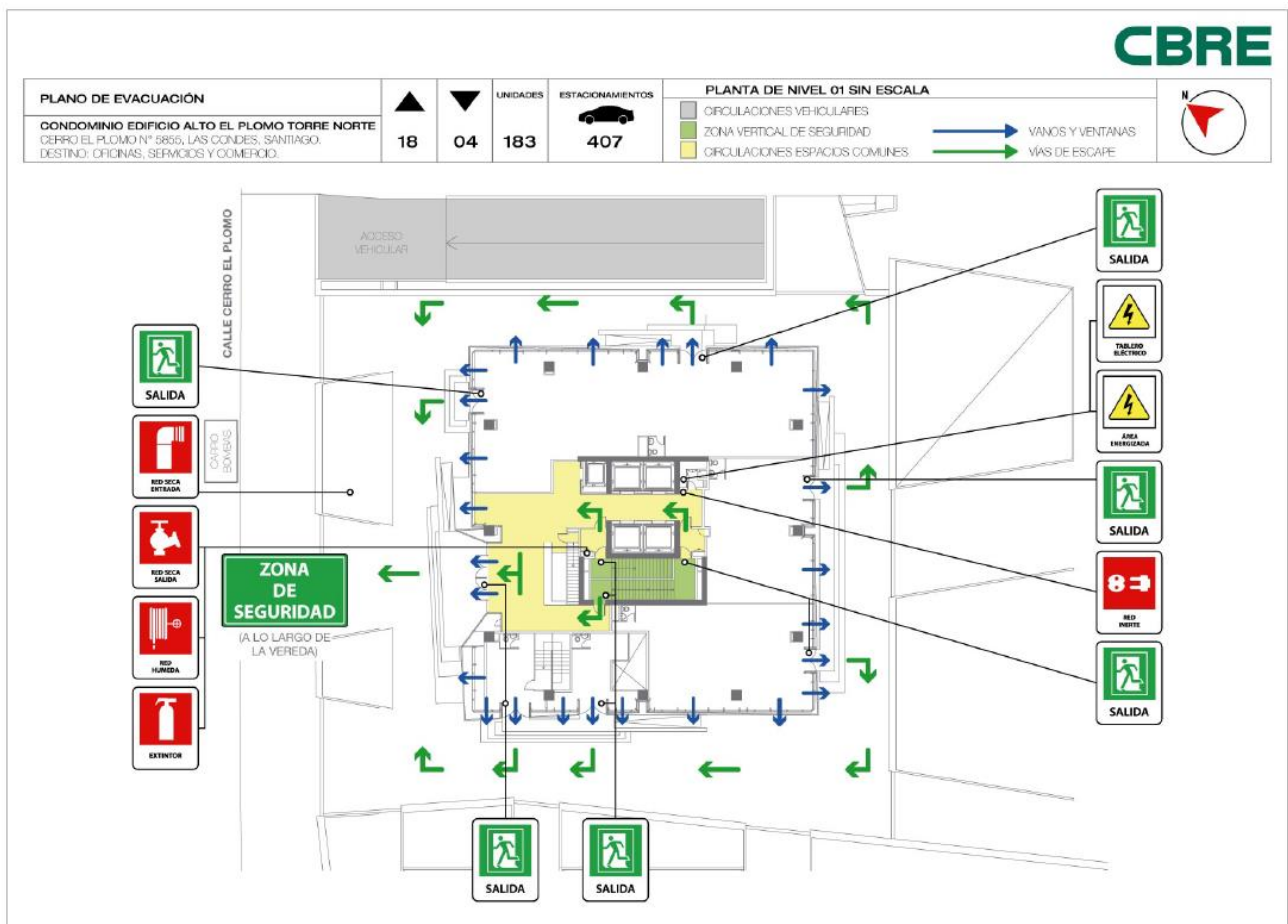 CBRE
PLANO DE EVACUACIÓN
CONDOMINIO EDIFICIO ALTO EL PLOMO TORRE NORTE
CERRO EL PLOMO N° 5855, LAS CONDES, SANTIAGO.
DESTINO: OFICINAS, SERVICIOS Y COMERCIO.
18
04
UNIDADES
183
ESTACIONAMIENTOS
407
PLANTA DE NIVEL 01 SIN ESCALA
CIRCULACIONES VEHICULARES
ZONA VERTICAL DE SEGURIDAD
CIRCULACIONES ESPACIOS COMUNES
VANOS Y VENTANAS
VÍAS DE ESCAPE
N
CALLE CERRO EL PLOMO
ACCESO
VEHICULAR
SALIDA
CARRO
BOMBAS
RED SECA
ENTRADA
RED SECA
SALIDA
ZONA
DE
SEGURIDAD
(A LO LARGO DE
LA VEREDA)
RED
HUMEDA
EXTINTOR
SALIDA
TABLERO
ELÉCTRICO
ÁREA
ENERGIZADA
SALIDA
RED
INERTE
SALIDA
SALIDA
SALIDA